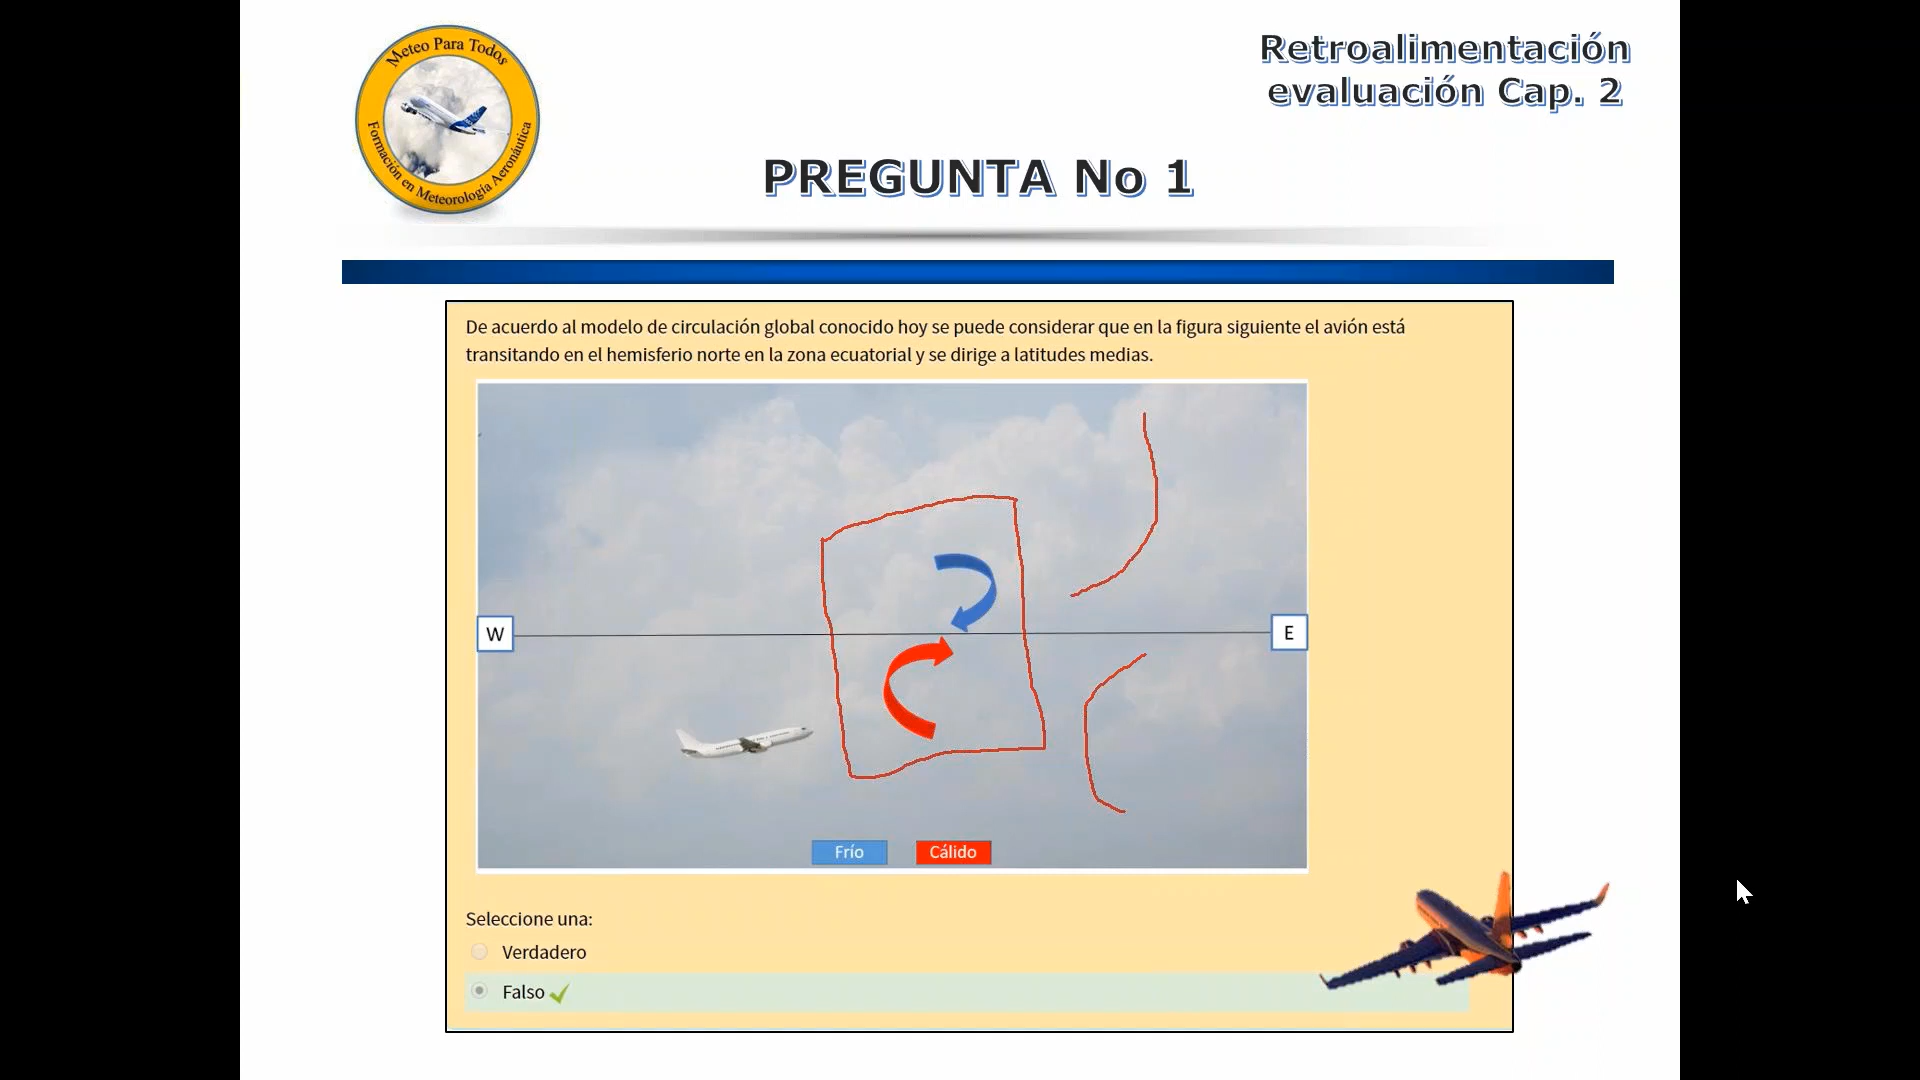 Meteo Para Todos
Formación en Meteorología Aeronáutica
Retroalimentación
evaluación Cap. 2
PREGUNTA No 1
De acuerdo al modelo de circulación global conocido hoy se puede considerar que en la figura siguiente el avión está
transitando en el hemisferio norte en la zona ecuatorial y se dirige a latitudes medias.
W
E
Frío
Cálido
Seleccione una:
Verdadero
Falso